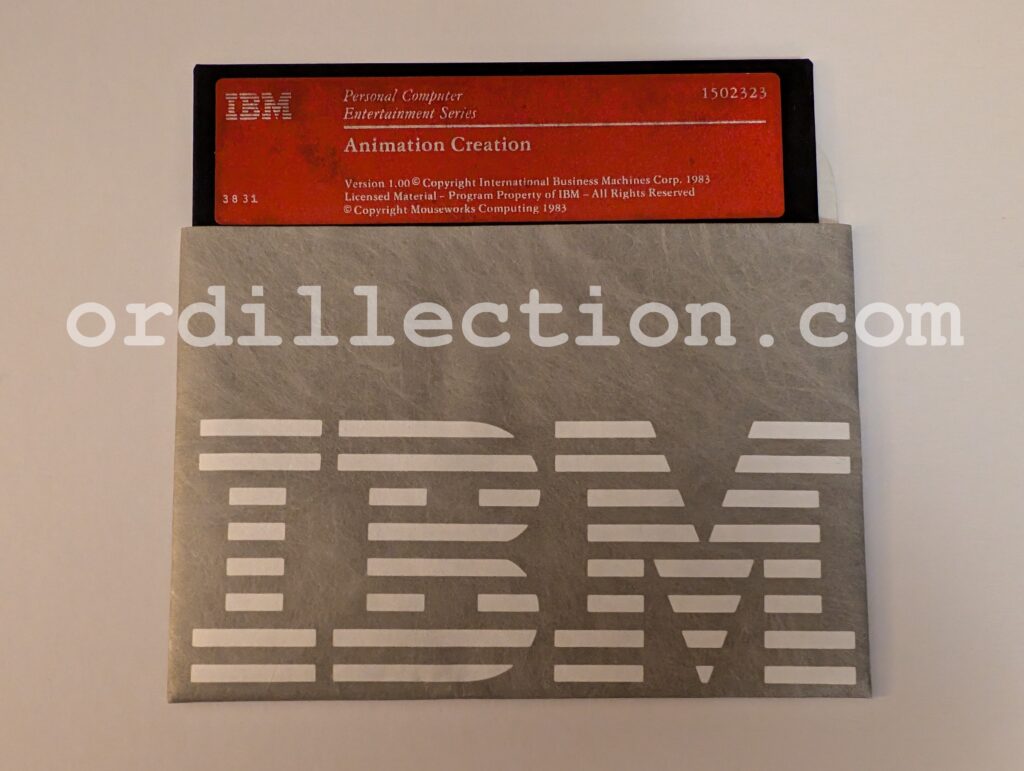 IBM
Personal Computer
Entertainment Series
1502323
Animation Creation
Version 1.00 © Copyright International Business Machines Corp. 1983
Licensed Material – Program Property of IBM – All Rights Reserved
© Copyright Mouseworks Computing 1983
3831
ordillection.com
IBM